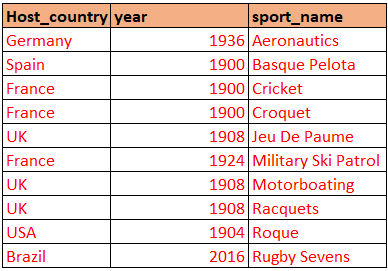 Host_country year sport_name
Germany 1936 Aeronautics
Spain 1900 Basque Pelota
France 1900 Cricket
France 1900 Croquet
UK 1908 Jeu De Paume
France 1924 Military Ski Patrol
UK 1908 Motorboating
UK 1908 Racquets
USA 1904 Roque
Brazil 2016 Rugby Sevens